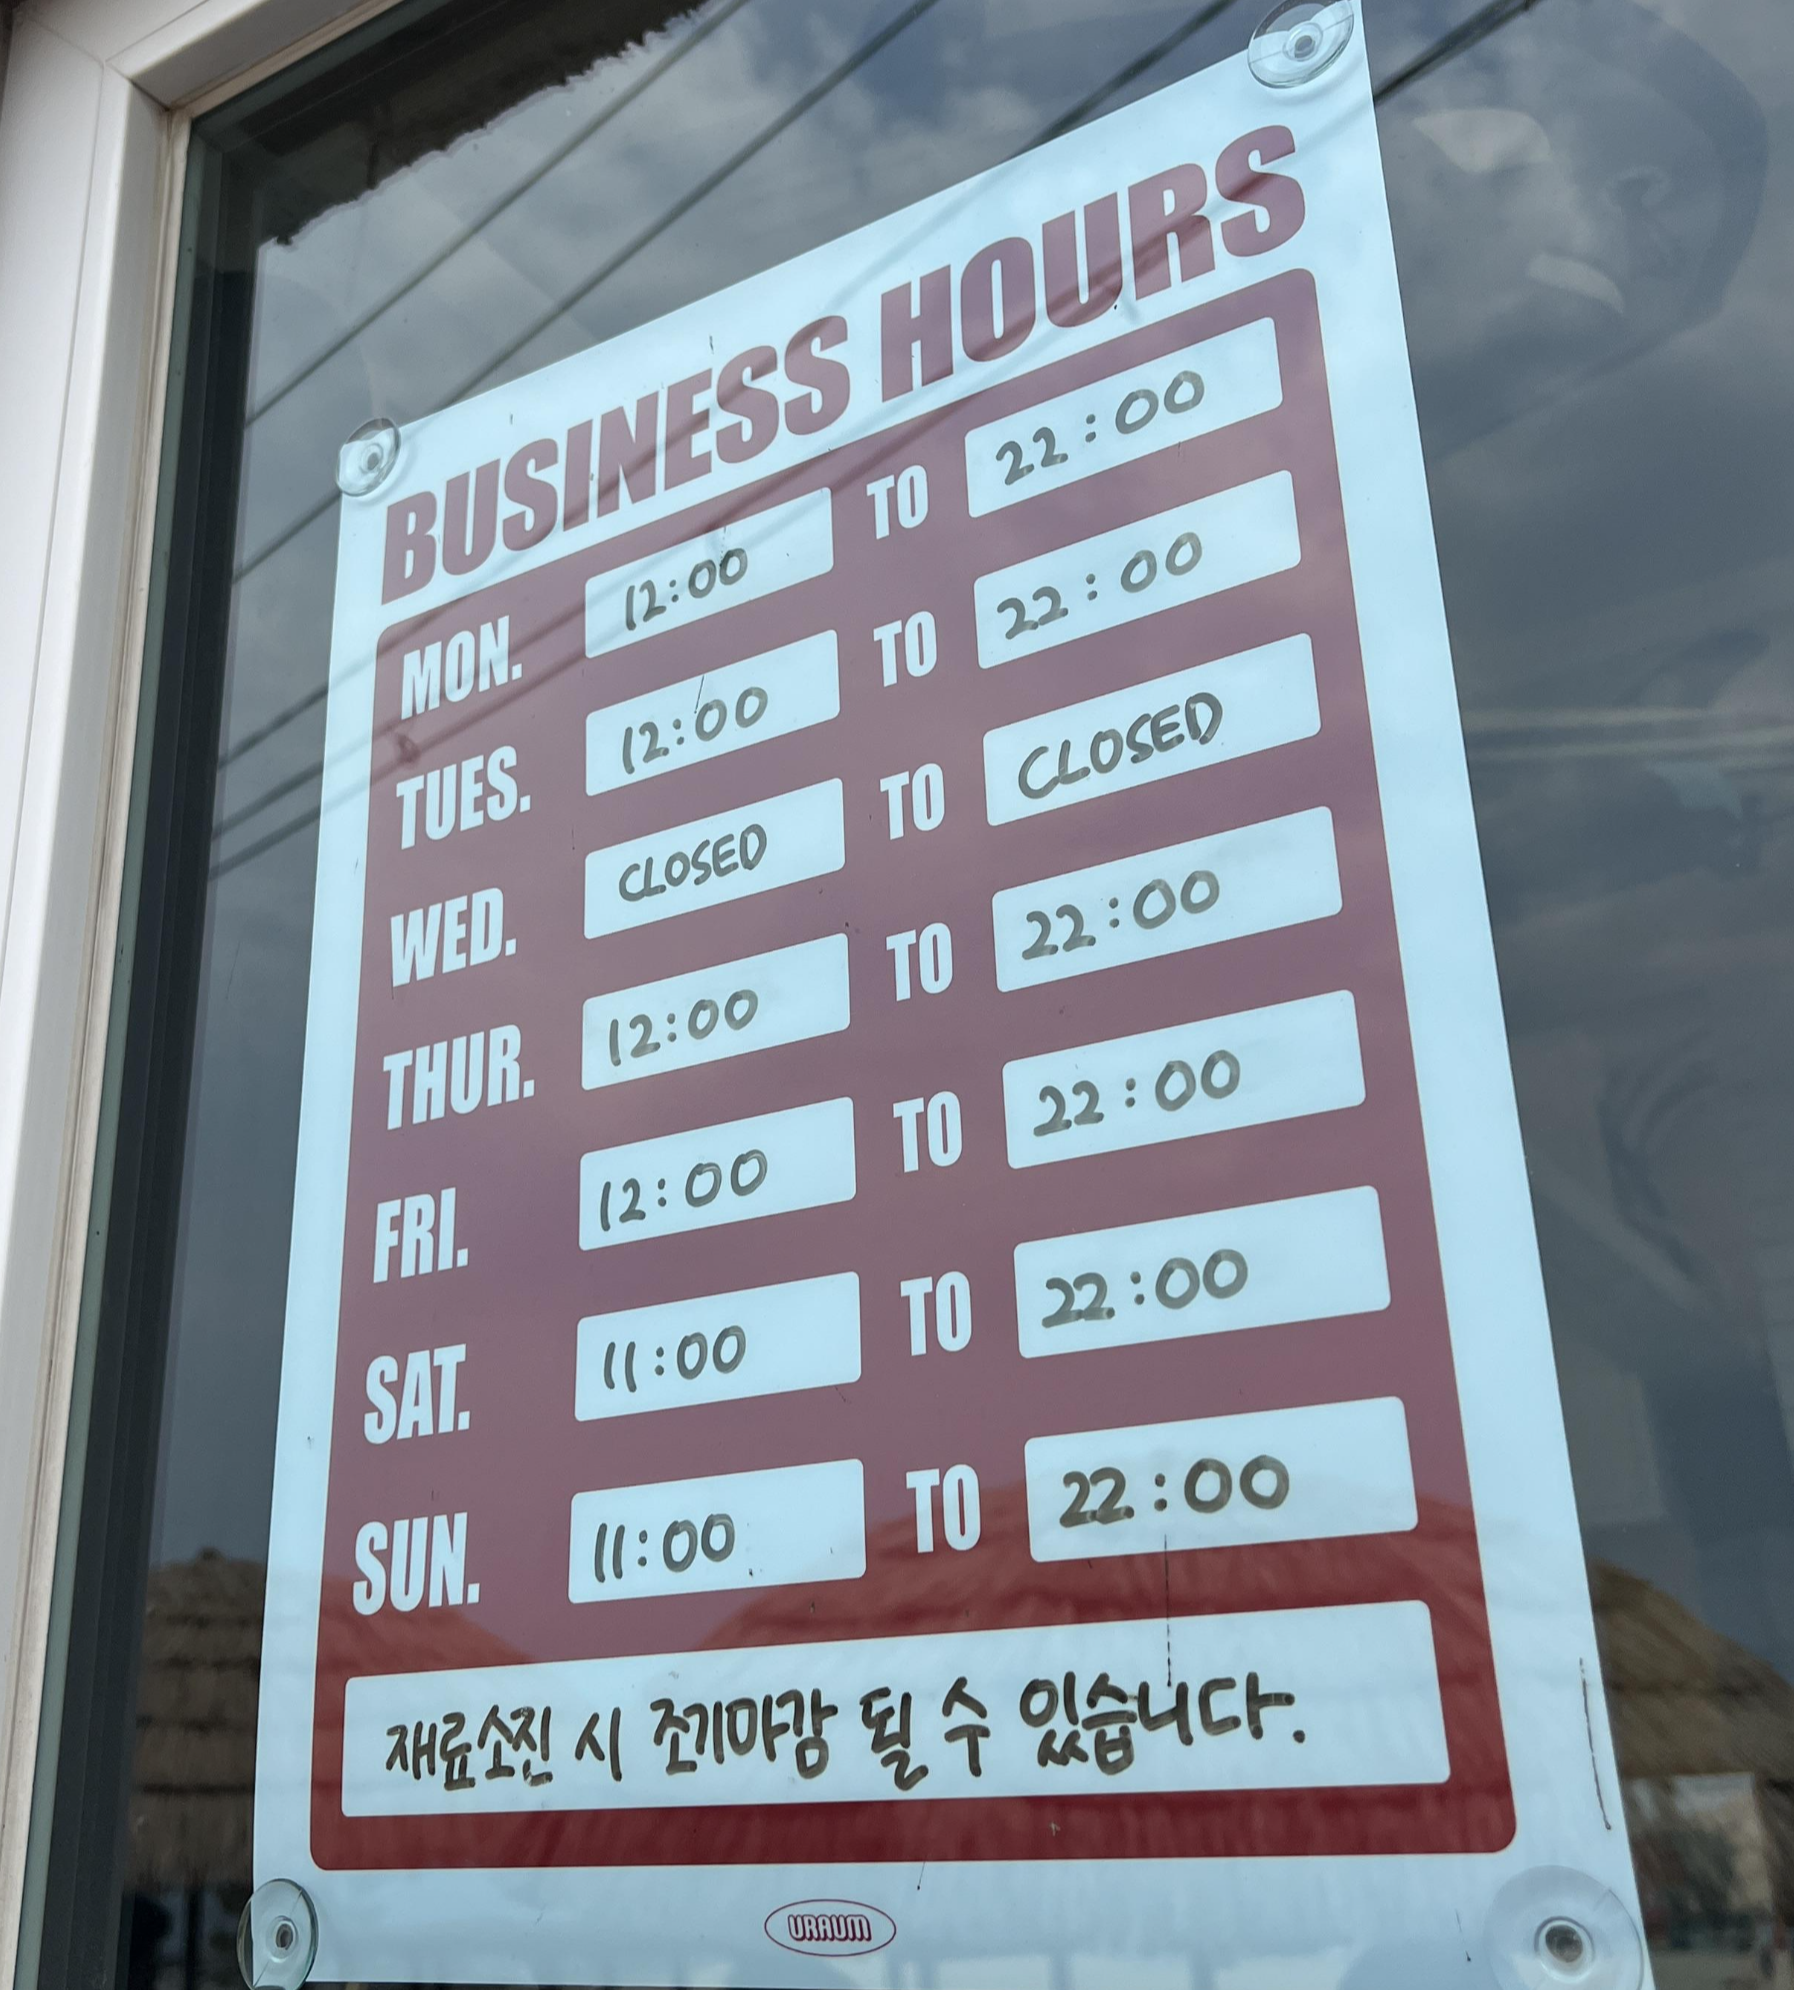 BUSINESS HOURS
MON. 12:00 TO 22:00
TUES. 12:00 TO 22:00
WED. CLOSED TO CLOSED
THUR. 12:00 TO 22:00
FRI. 12:00 TO 22:00
SAT. 11:00 TO 22:00
SUN. 11:00 TO 22:00
재료소진 시 조기마감 될 수 있습니다.
URAUM